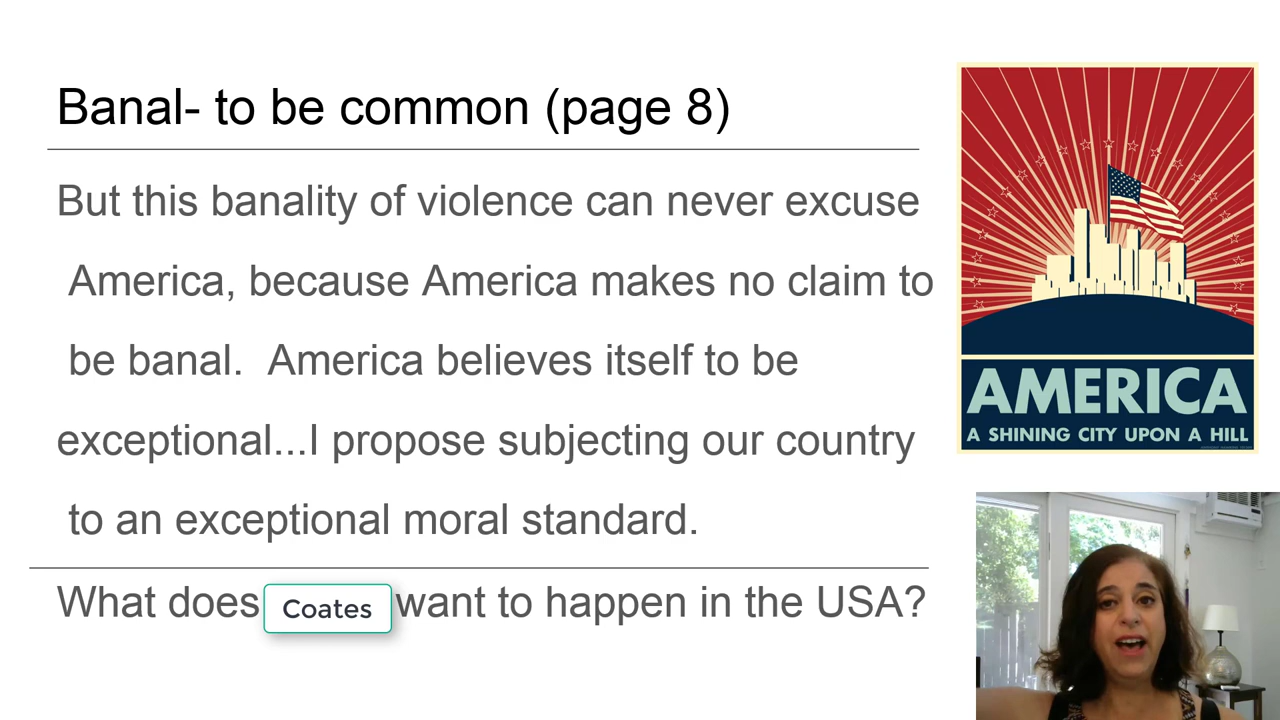 Banal- to be common (page 8)
But this banality of violence can never excuse
America, because America makes no claim to
be banal.  America believes itself to be
exceptional...I propose subjecting our country
to an exceptional moral standard.
What does Coates want to happen in the USA?
AMERICA
A SHINING CITY UPON A HILL